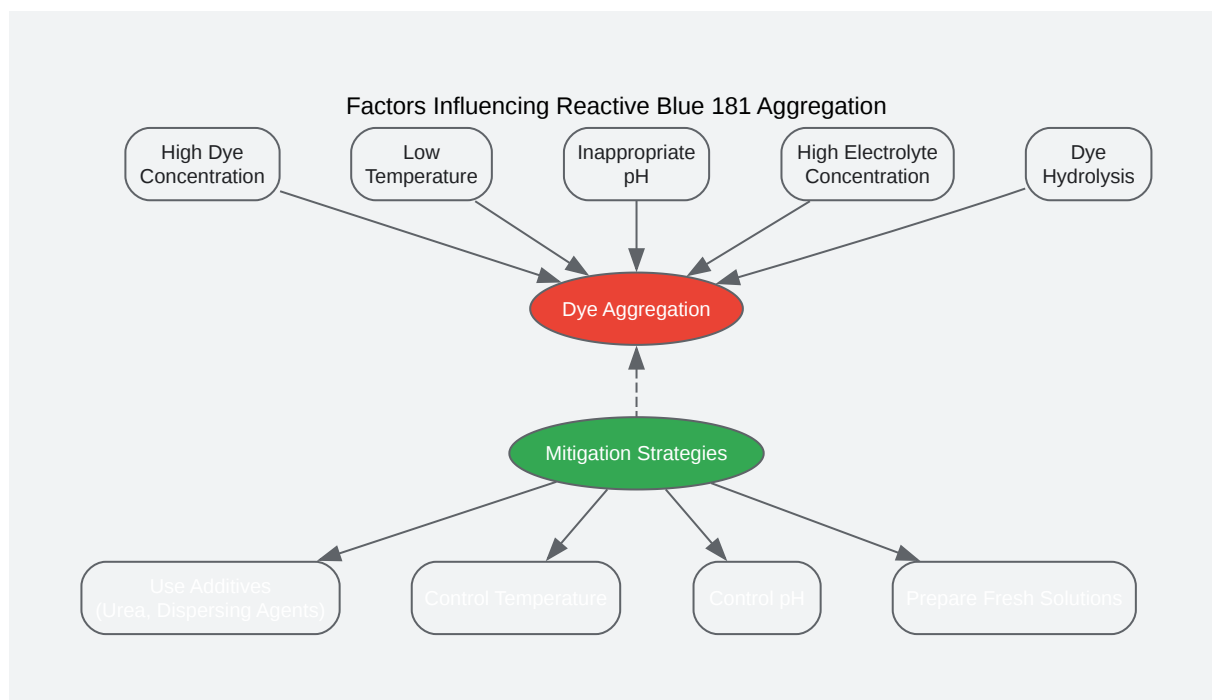 Factors Influencing Reactive Blue 181 Aggregation
High Dye
Concentration
Low
Temperature
Inappropriate
pH
High Electrolyte
Concentration
Dye
Hydrolysis
Dye Aggregation
Mitigation Strategies
Use Additives
(Urea, Dispersing Agents)
Control Temperature
Control pH
Prepare Fresh Solutions